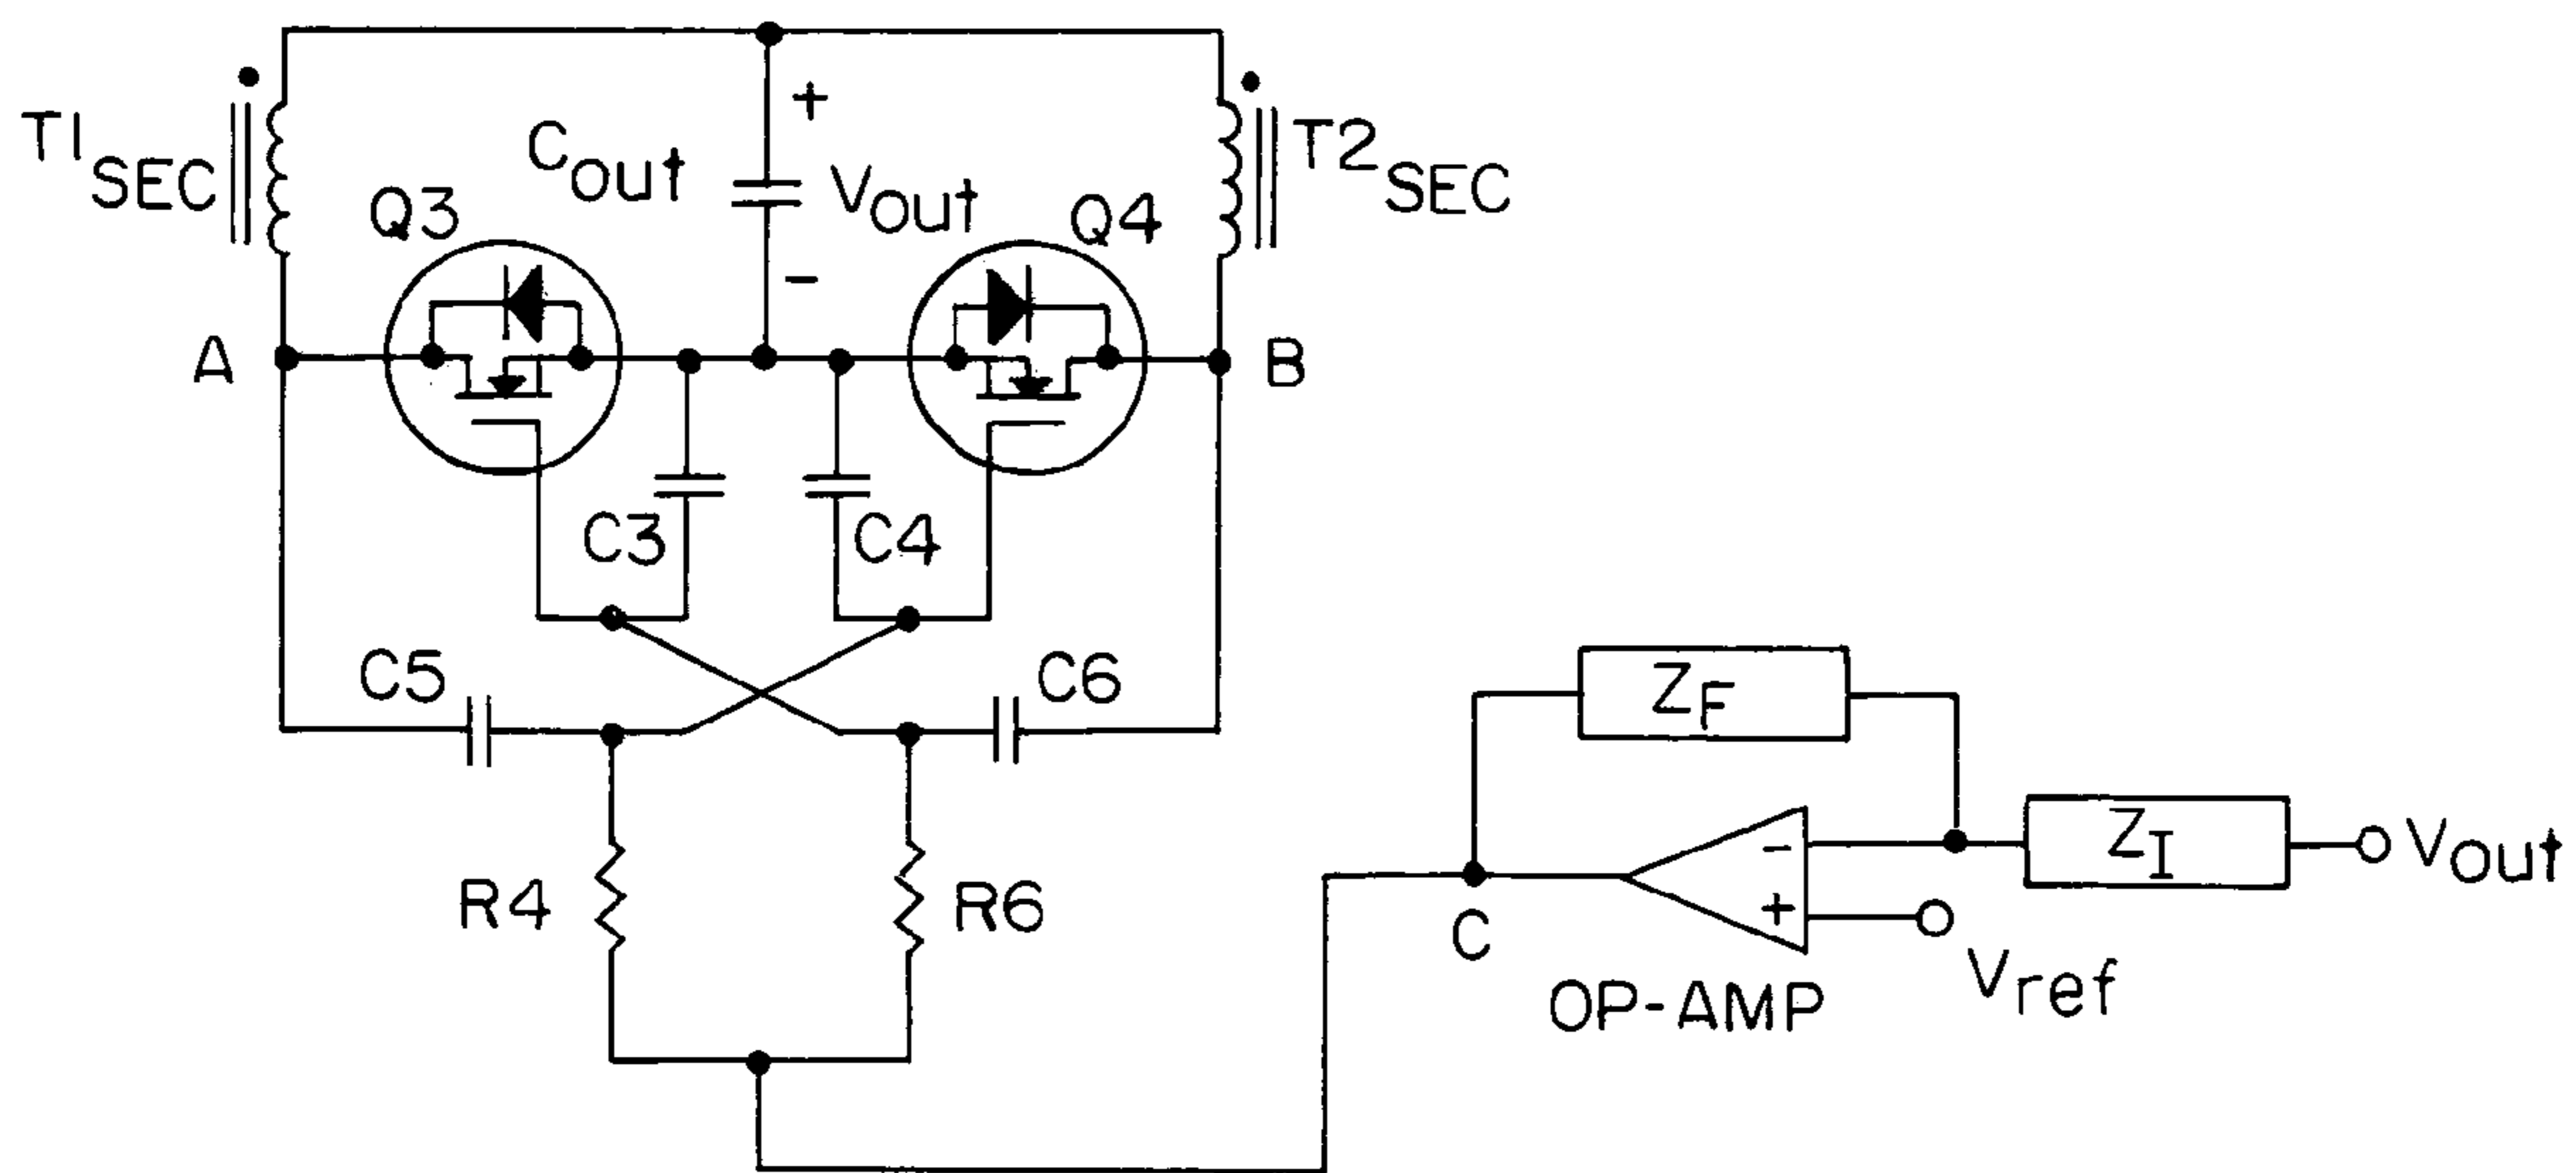 T1SEC
Cout
+
Vout
-
T2SEC
Q3
Q4
A
B
C3
C4
C5
C6
R4
R6
ZF
ZI
Vout
-
+
C
OP-AMP
Vref